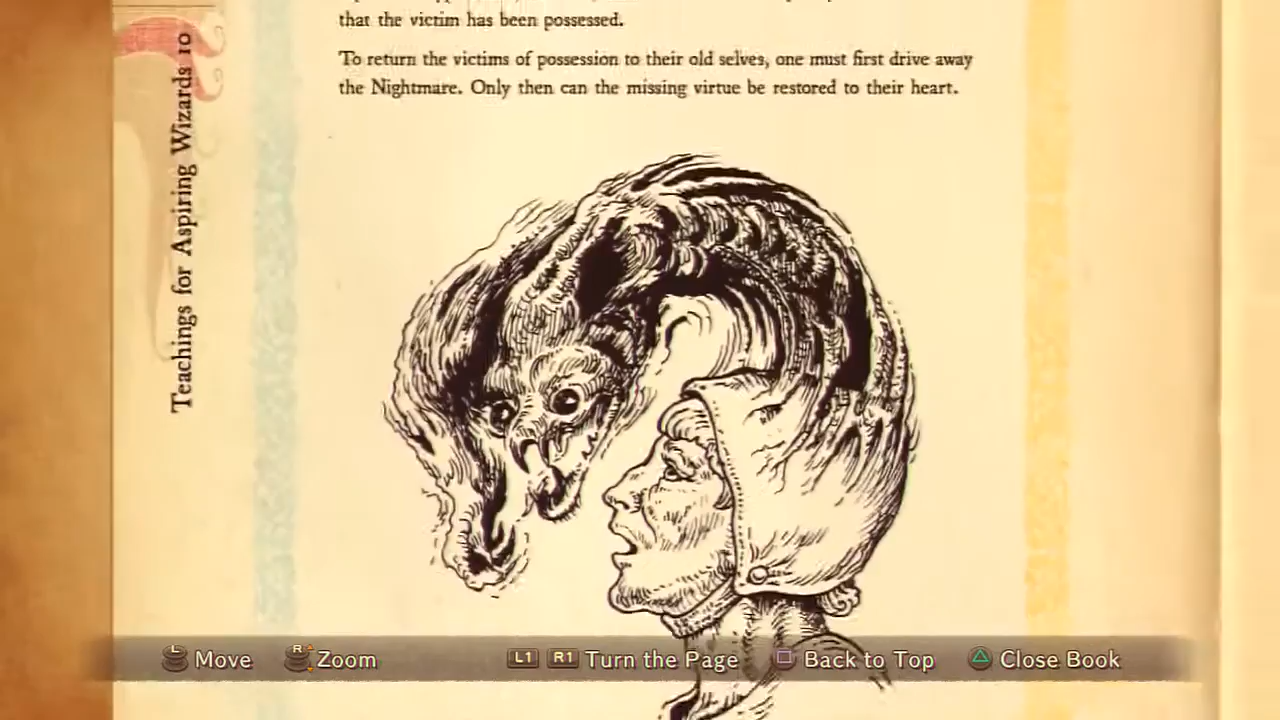 that the victim has been possessed.
To return the victims of possession to their old selves, one must first drive away
the Nightmare. Only then can the missing virtue be restored to their heart.
Teachings for Aspiring Wizards 10
L Move R Zoom L1 R1 Turn the Page Back to Top Close Book